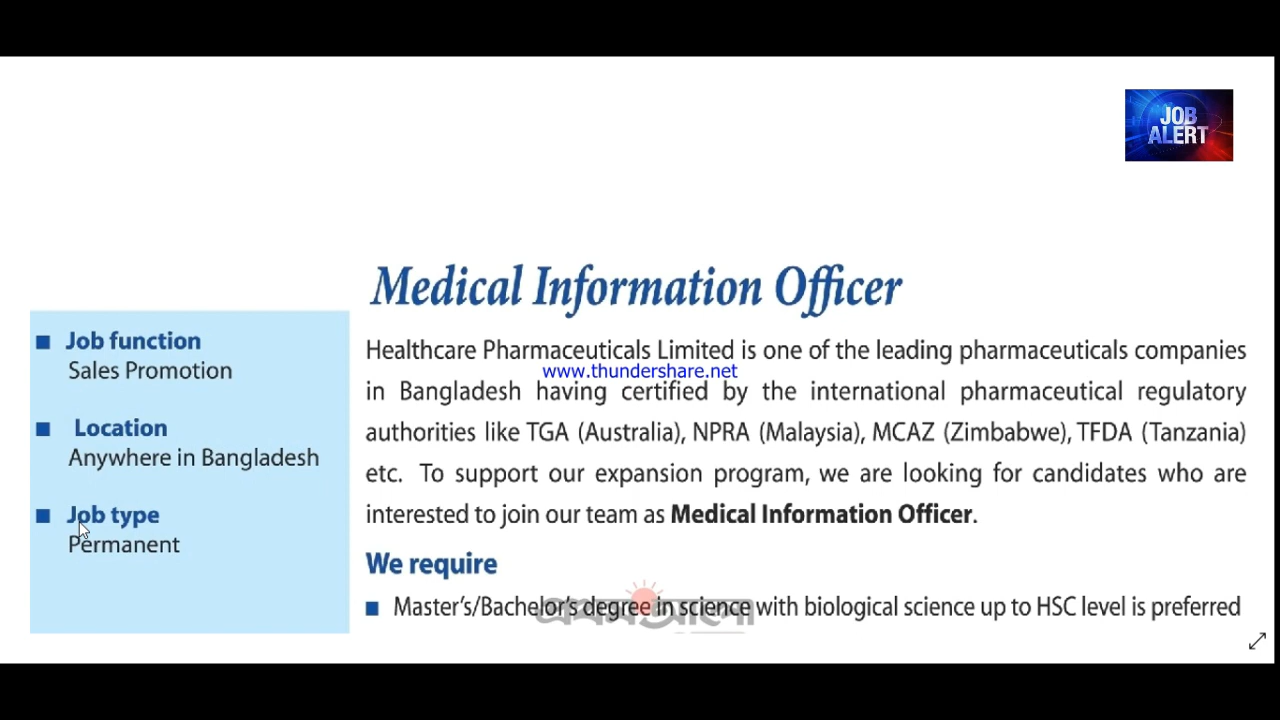 JOB
ALERT
Medical Information Officer
Job function
Sales Promotion
Location
Anywhere in Bangladesh
Job type
Permanent
Healthcare Pharmaceuticals Limited is one of the leading pharmaceuticals companies
www.thundershare.net
in Bangladesh having certified by the international pharmaceutical regulatory
authorities like TGA (Australia), NPRA (Malaysia), MCAZ (Zimbabwe), TFDA (Tanzania)
etc. To support our expansion program, we are looking for candidates who are
interested to join our team as Medical Information Officer.
We require
Master's/Bachelor's degree in science with biological science up to HSC level is preferred
প্রথম আলো